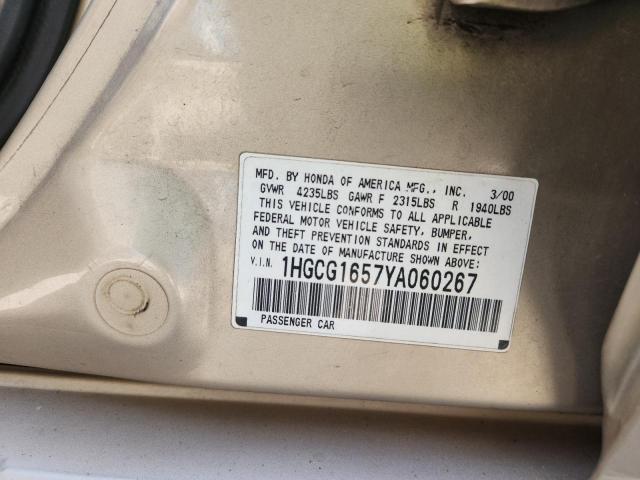 MFD. BY HONDA OF AMERICA MFG., INC. 3/00
GVWR 4235LBS GAWR F 2315LBS R 1940LBS
THIS VEHICLE CONFORMS TO ALL APPLICABLE
FEDERAL MOTOR VEHICLE SAFETY, BUMPER,
AND THEFT PREVENTION STANDARDS IN EFFECT
ON THE DATE OF MANUFACTURE SHOWN ABOVE:
V.I.N. 1HGCG1657YA060267
PASSENGER CAR